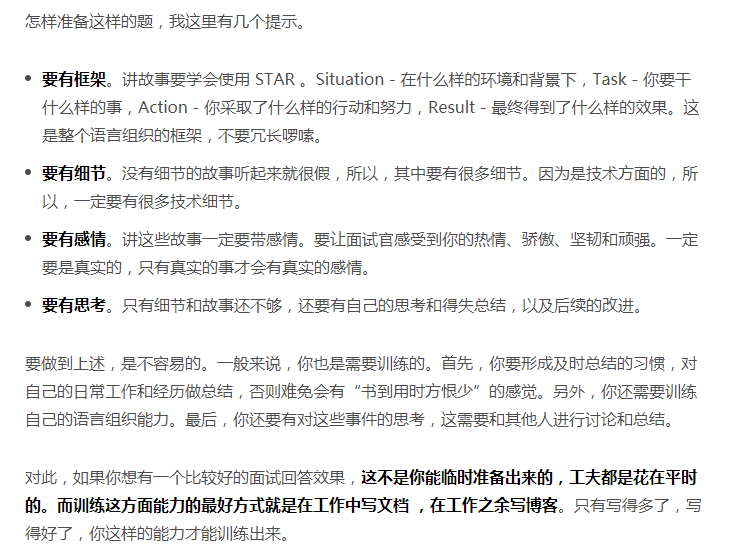 怎样准备这样的题，我这里有几个提示。
要有框架。讲故事要学会使用 STAR 。Situation - 在什么样的环境和背景下，Task - 你要干
什么样的事，Action - 你采取了什么样的行动和努力，Result - 最终得到了什么样的效果。这
是整个语言组织的框架，不要冗长啰嗦。
要有细节。没有细节的故事听起来就很假，所以，其中要有很多细节。因为是技术方面的，所
以，一定要有很多技术细节。
要有感情。讲这些故事一定要带感情。要让面试官感受到你的热情、骄傲、坚韧和顽强。一定
要是真实的，只有真实的事才会有真实的感情。
要有思考。只有细节和故事还不够，还要有自己的思考和得失总结，以及后续的改进。
要做到上述，是不容易的。一般来说，你也是需要训练的。首先，你要形成及时总结的习惯，对
自己的日常工作和经历做总结，否则难免会有“书到用时方恨少”的感觉。另外，你还需要训练
自己的语言组织能力。最后，你还要有对这些事件的思考，这需要和其他人进行讨论和总结。
对此，如果你想有一个比较好的面试回答效果，这不是你能临时准备出来的，工夫都是花在平时
的。而训练这方面能力的最好方式就是在工作中写文档 ，在工作之余写博客。只有写得多了，写
得好了，你这样的能力才能训练出来。